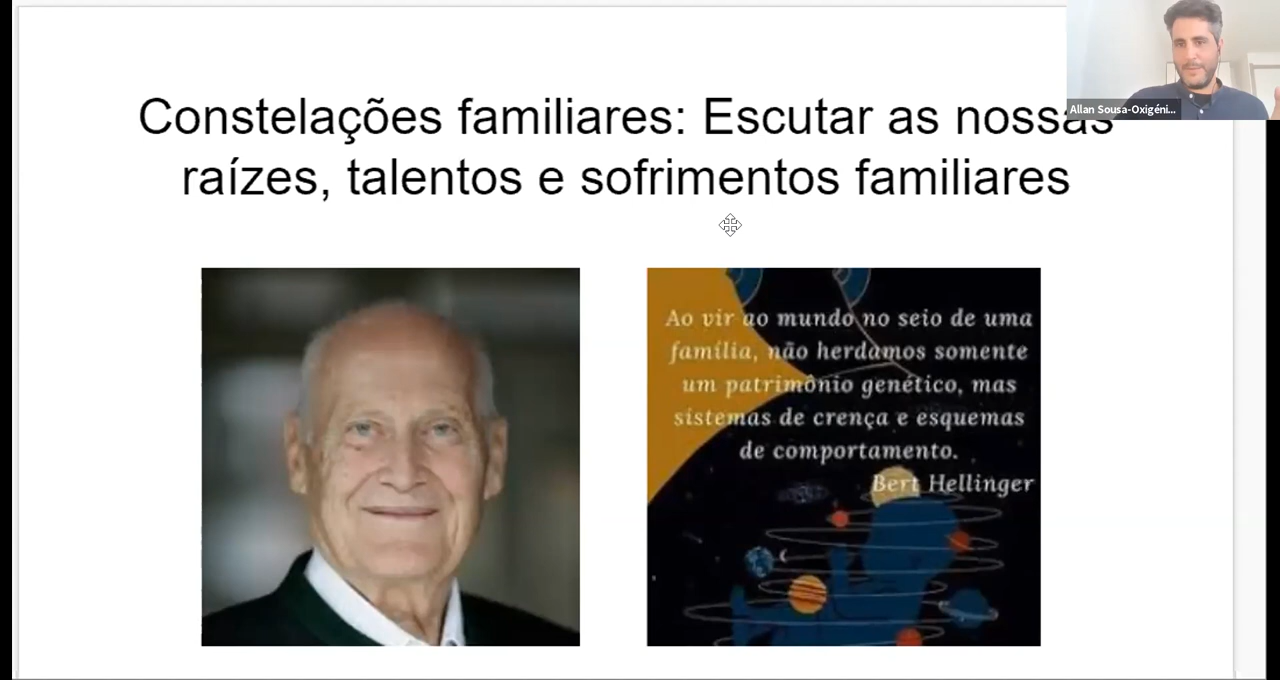 Constelações familiares: Escutar as nossas
raízes, talentos e sofrimentos familiares
Allan Sousa-Oxigéni...
Ao vir ao mundo no seio de uma
família, não herdamos somente
um patrimônio genético, mas
sistemas de crença e esquemas
de comportamento.
Bert Hellinger